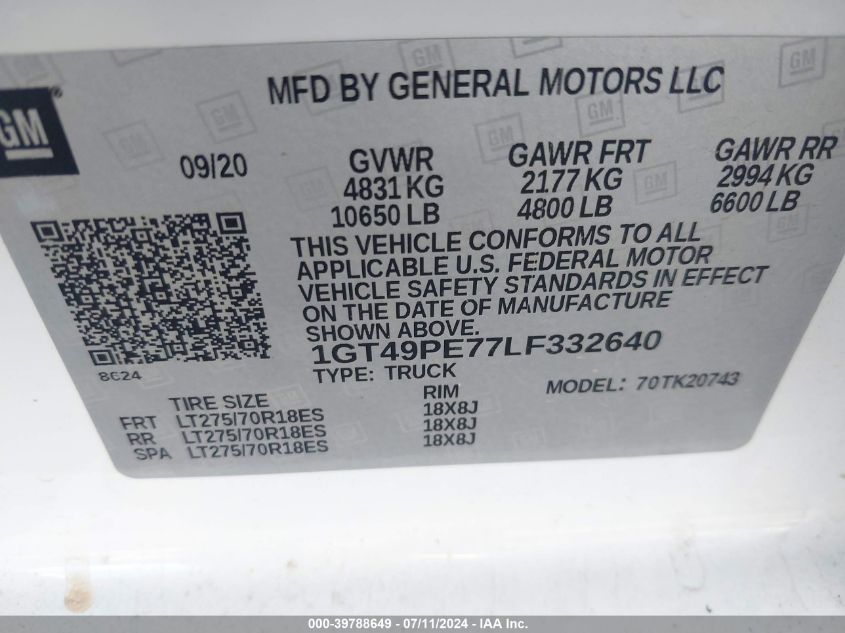 MFD BY GENERAL MOTORS LLC
GM
®
09/20 GVWR GAWR FRT GAWR RR
4831 KG 2177 KG 2994 KG
10650 LB 4800 LB 6600 LB
THIS VEHICLE CONFORMS TO ALL
APPLICABLE U.S. FEDERAL MOTOR
VEHICLE SAFETY STANDARDS IN EFFECT
ON THE DATE OF MANUFACTURE
SHOWN ABOVE.
1GT49PE77LF332640
8624
TYPE: TRUCK MODEL: 70TK20743
TIRE SIZE RIM
FRT LT275/70R18ES 18X8J
RR LT275/70R18ES 18X8J
SPA LT275/70R18ES 18X8J
000-39788649 - 07/11/2024 - IAA Inc.